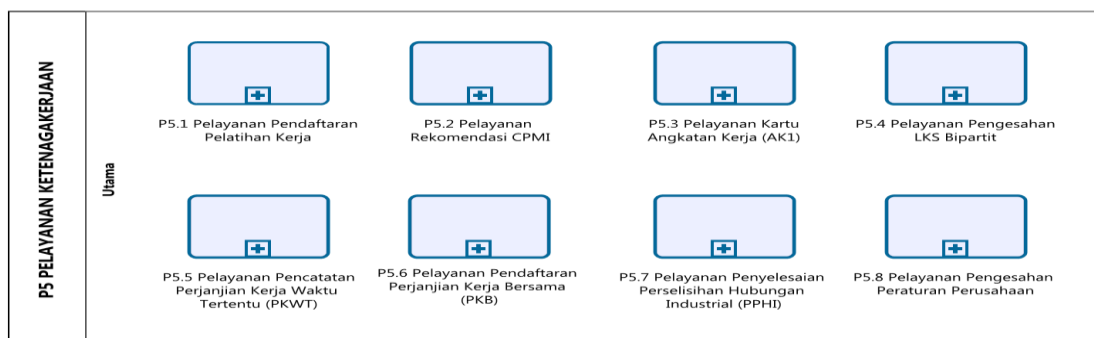 P5 PELAYANAN KETENAGAKERJAAN
Utama
P5.1 Pelayanan Pendaftaran
Pelatihan Kerja
P5.2 Pelayanan
Rekomendasi CPMI
P5.3 Pelayanan Kartu
Angkatan Kerja (AK1)
P5.4 Pelayanan Pengesahan
LKS Bipartit
P5.5 Pelayanan Pencatatan
Perjanjian Kerja Waktu
Tertentu (PKWT)
P5.6 Pelayanan Pendaftaran
Perjanjian Kerja Bersama
(PKB)
P5.7 Pelayanan Penyelesaian
Perselisihan Hubungan
Industrial (PPHI)
P5.8 Pelayanan Pengesahan
Peraturan Perusahaan